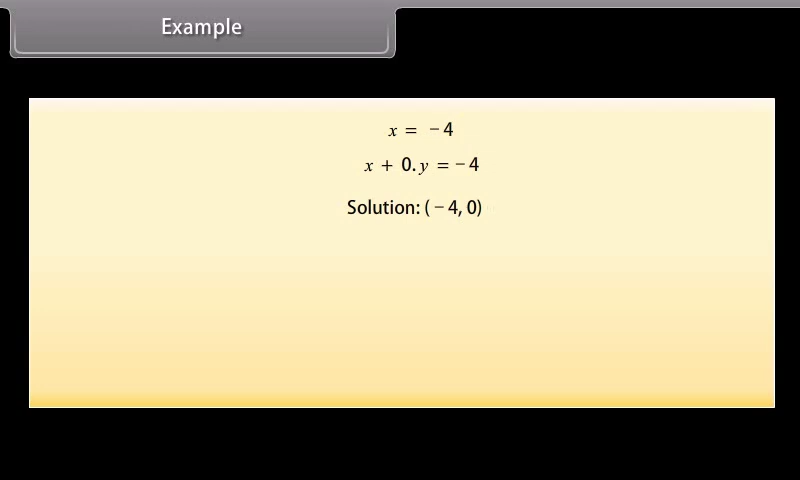 Example
x = −4
x + 0.y = −4
Solution: (−4, 0)